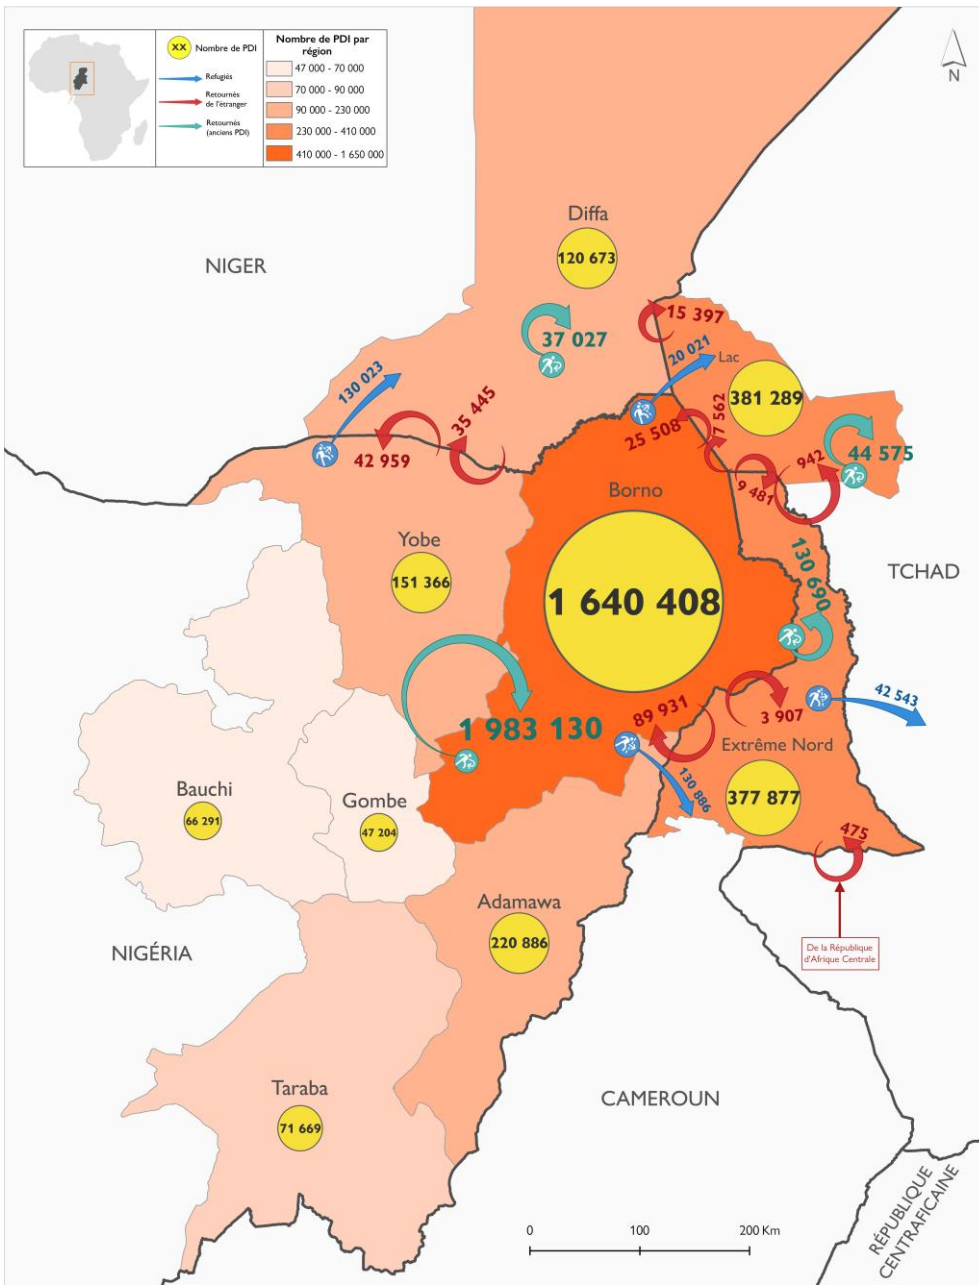 XX Nombre de PDI
Refugiés
Retournés
de l'étranger
Retournés
(anciens PDI)
Nombre de PDI par
région
47 000 - 70 000
70 000 - 90 000
90 000 - 230 000
230 000 - 410 000
410 000 - 1 650 000
N
Diffa
120 673
NIGER
37 027
15 397
20 021
Lac
381 289
130 023
35 445
42 959
25 508
7 562
942
44 575
9 481
Borno
1 640 408
Yobe
151 366
TCHAD
130 690
1 983 130
89 931
3 907
42 543
Extrême Nord
377 877
130 886
Bauchi
66 291
Gombe
47 204
475
De la République
d'Afrique Centrale
Adamawa
220 886
NIGÉRIA
Taraba
71 669
CAMEROUN
RÉPUBLIQUE
CENTRAFICAINE
0 100 200 Km